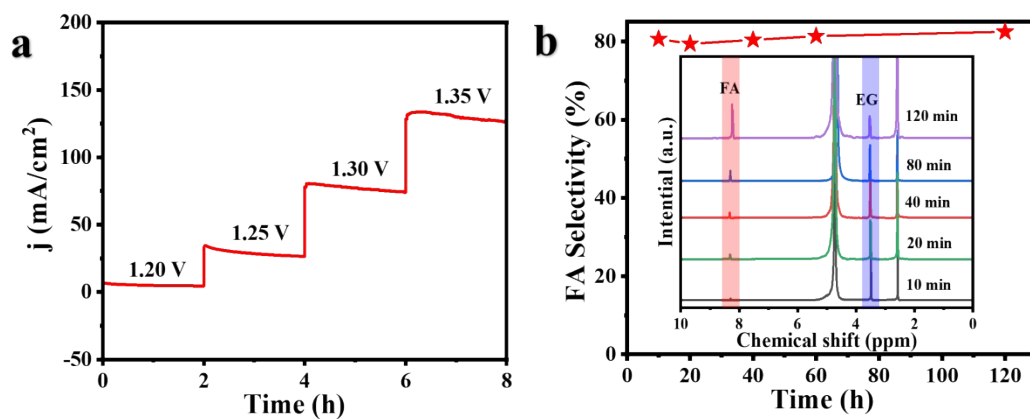 a
j (mA/cm²)
200
150
100
50
0
-50
1.20 V
1.25 V
1.30 V
1.35 V
0 2 4 6 8
Time (h)
b
FA Selectivity (%)
80
60
40
20
0
FA
EG
120 min
80 min
40 min
20 min
10 min
Intential (a.u.)
10 8 6 4 2 0
Chemical shift (ppm)
0 20 40 60 80 100 120
Time (h)